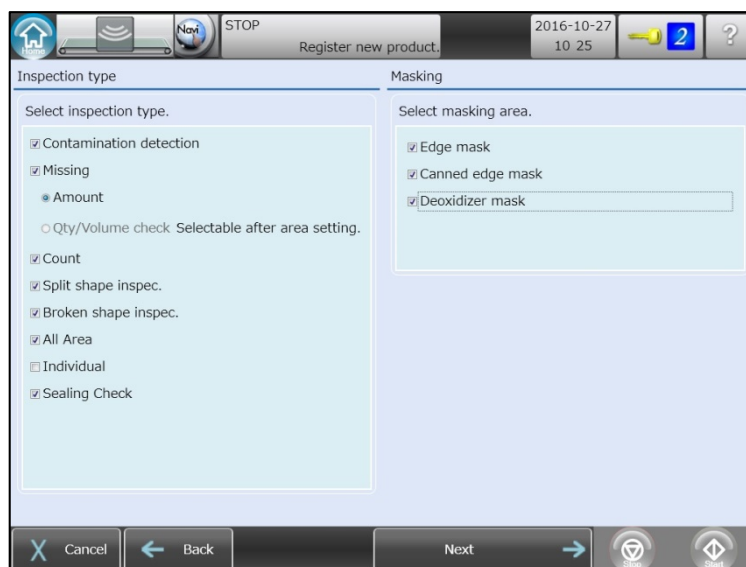 Home
Navi
STOP
Register new product.
2016-10-27
10 25
2
?
Inspection type
Masking
Select inspection type.
Contamination detection
Missing
Amount
Qty/Volume check Selectable after area setting.
Count
Split shape inspec.
Broken shape inspec.
All Area
Individual
Sealing Check
Select masking area.
Edge mask
Canned edge mask
Deoxidizer mask
Cancel
Back
Next
Stop
Start